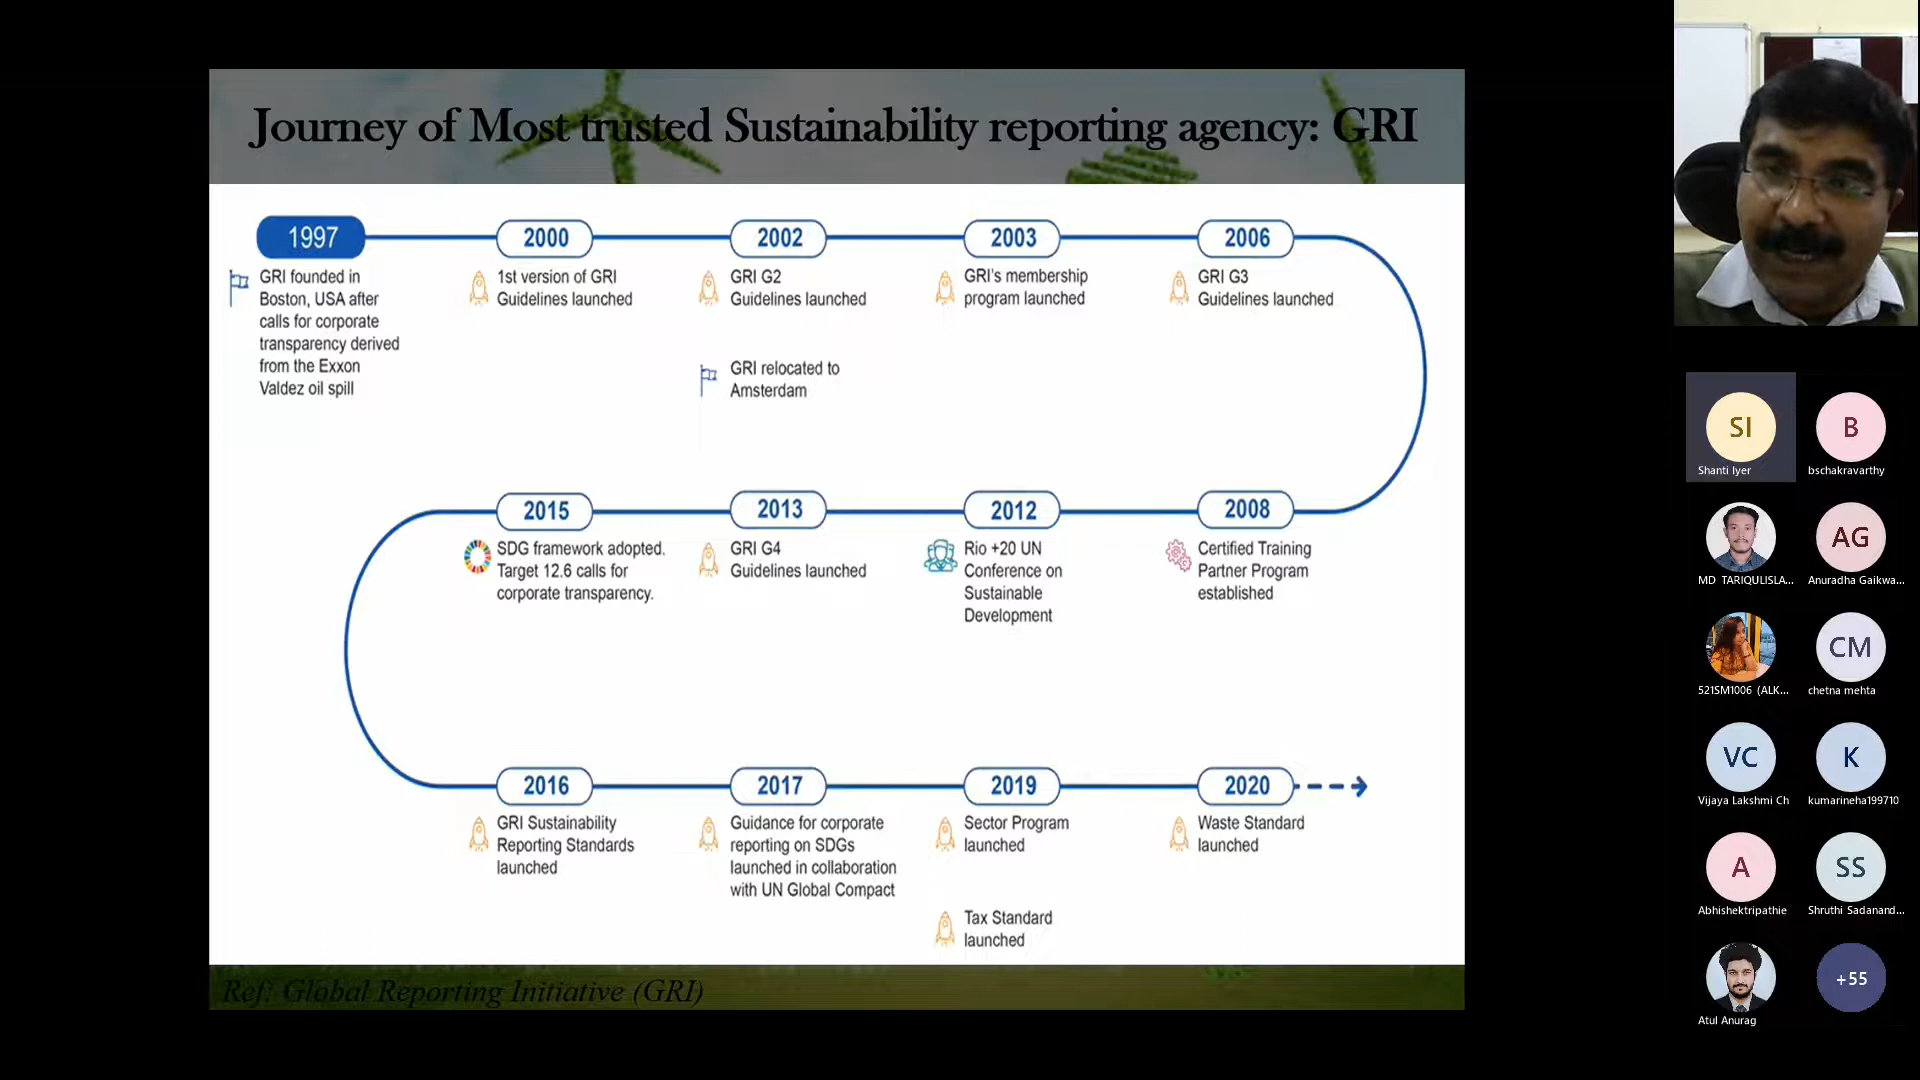 Journey of Most trusted Sustainability reporting agency: GRI
1997
GRI founded in
Boston, USA after
calls for corporate
transparency derived
from the Exxon
Valdez oil spill
2000
1st version of GRI
Guidelines launched
2002
GRI G2
Guidelines launched
GRI relocated to
Amsterdam
2003
GRI's membership
program launched
2006
GRI G3
Guidelines launched
2015
SDG framework adopted.
Target 12.6 calls for
corporate transparency.
2013
GRI G4
Guidelines launched
2012
Rio +20 UN
Conference on
Sustainable
Development
2008
Certified Training
Partner Program
established
2016
GRI Sustainability
Reporting Standards
launched
2017
Guidance for corporate
reporting on SDGs
launched in collaboration
with UN Global Compact
2019
Sector Program
launched
Tax Standard
launched
2020
Waste Standard
launched
Ref: Global Reporting Initiative (GRI)
SI
Shanti Iyer
B
bschakravarthy
MD TARIQULISLA...
AG
Anuradha Gaikwa...
521SM1006 (ALK...
CM
chetna mehta
VC
Vijaya Lakshmi Ch
K
kumarineha199710
A
Abhishektripathie
SS
Shruthi Sadanand...
Atul Anurag
+55